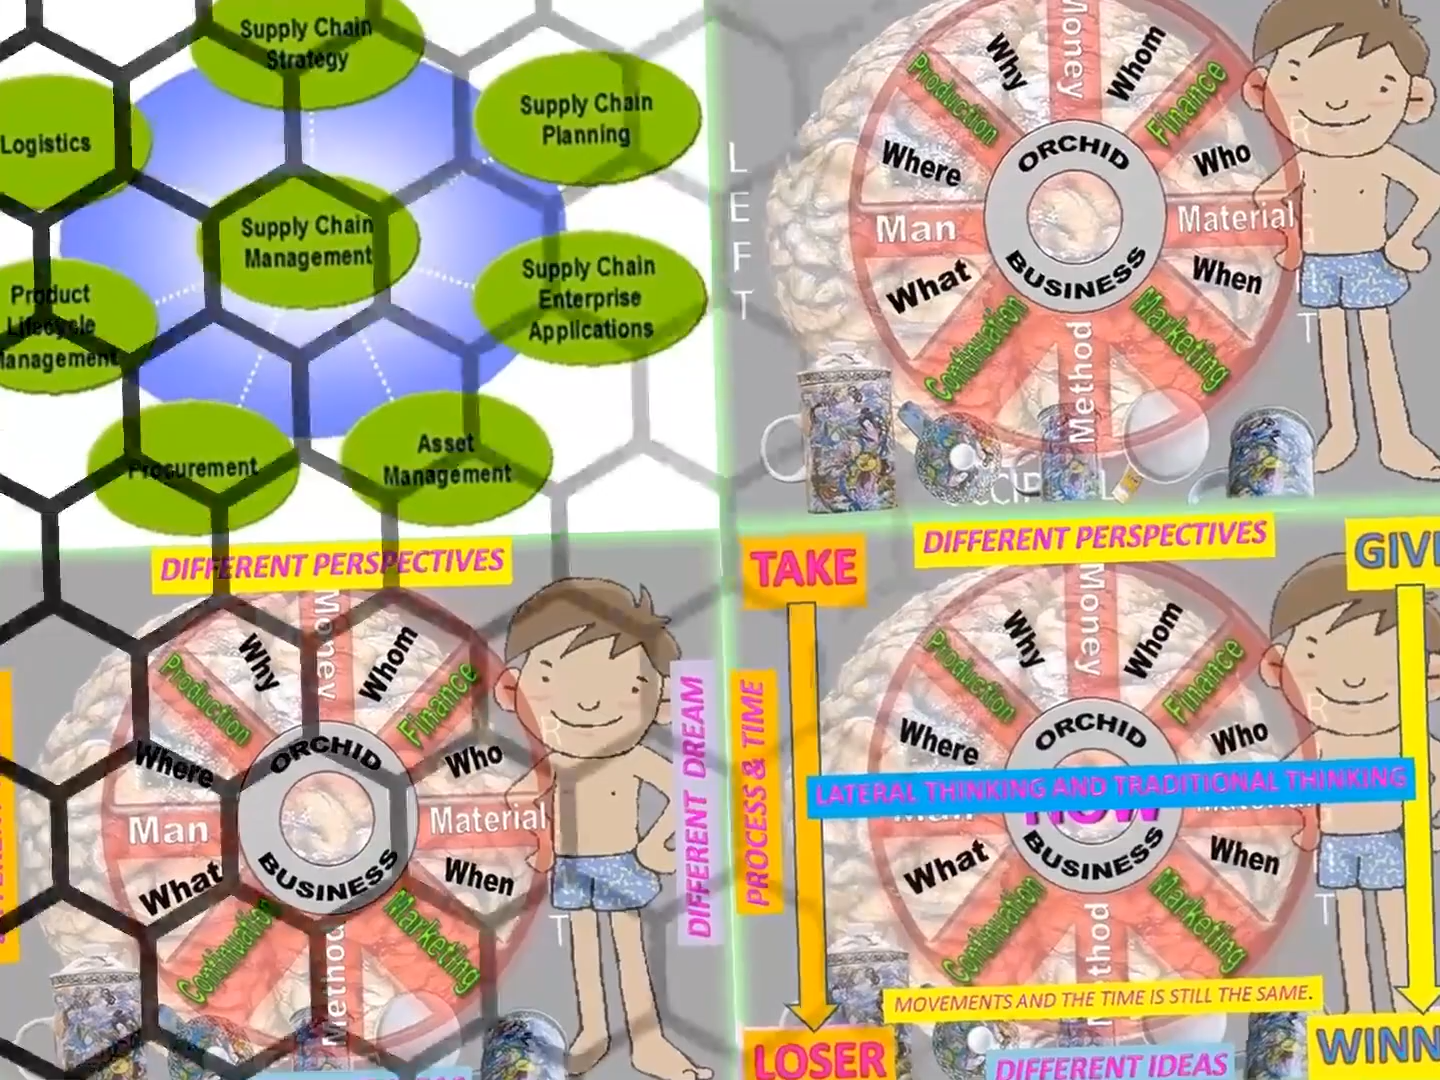 Supply Chain
Strategy
Supply Chain
Planning
Logistics
Supply Chain
Management
Supply Chain
Enterprise
Applications
Product
Lifecycle
Management
Procurement
Asset
Management
LEFT
Money
Why
Whom
Production
Finance
Where
ORCHID
Who
Man
Material
What
BUSINESS
When
Continuation
Marketing
Method
DIFFERENT PERSPECTIVES
Money
Why
Whom
Production
Finance
Where
ORCHID
Who
Man
Material
What
BUSINESS
When
Continuation
Marketing
Method
DIFFERENT DREAM
DIFFERENT PERSPECTIVES
TAKE
PROCESS & TIME
Money
Why
Whom
Production
Finance
Where
ORCHID
Who
LATERAL THINKING AND TRADITIONAL THINKING
HOW
What
BUSINESS
When
Continuation
Marketing
MOVEMENTS AND THE TIME IS STILL THE SAME.
LOSER
DIFFERENT IDEAS